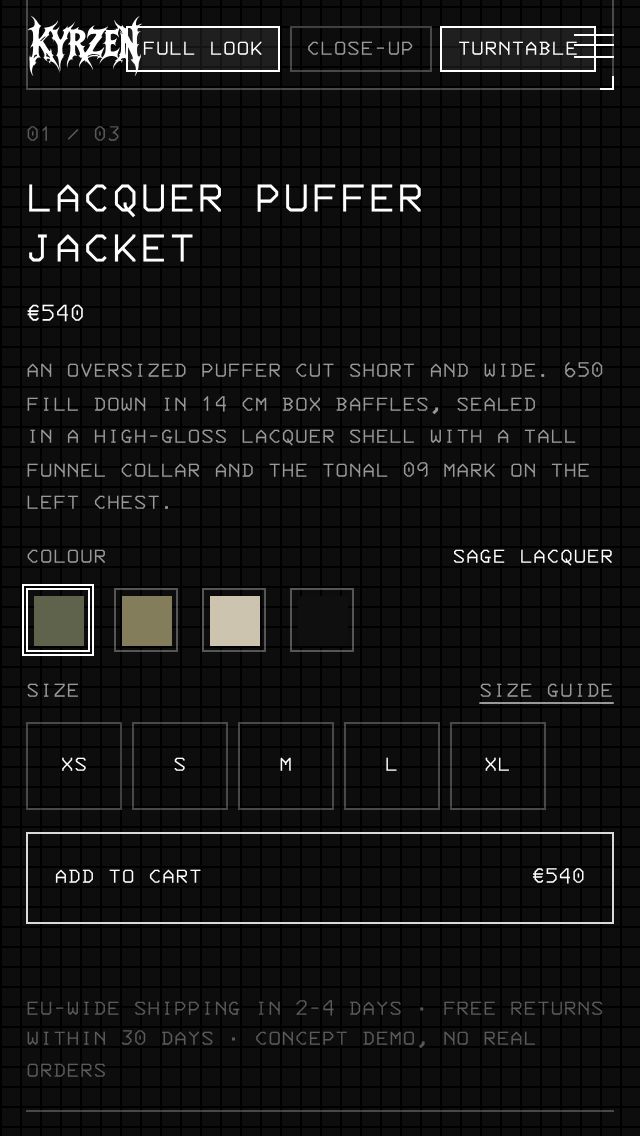 KYRZEN
FULL LOOK CLOSE-UP TURNTABLE
01 / 03
LACQUER PUFFER
JACKET
€540
AN OVERSIZED PUFFER CUT SHORT AND WIDE. 650
FILL DOWN IN 14 CM BOX BAFFLES, SEALED
IN A HIGH-GLOSS LACQUER SHELL WITH A TALL
FUNNEL COLLAR AND THE TONAL 09 MARK ON THE
LEFT CHEST.
COLOUR SAGE LACQUER
SIZE SIZE GUIDE
XS S M L XL
ADD TO CART €540
EU-WIDE SHIPPING IN 2-4 DAYS · FREE RETURNS
WITHIN 30 DAYS · CONCEPT DEMO, NO REAL
ORDERS